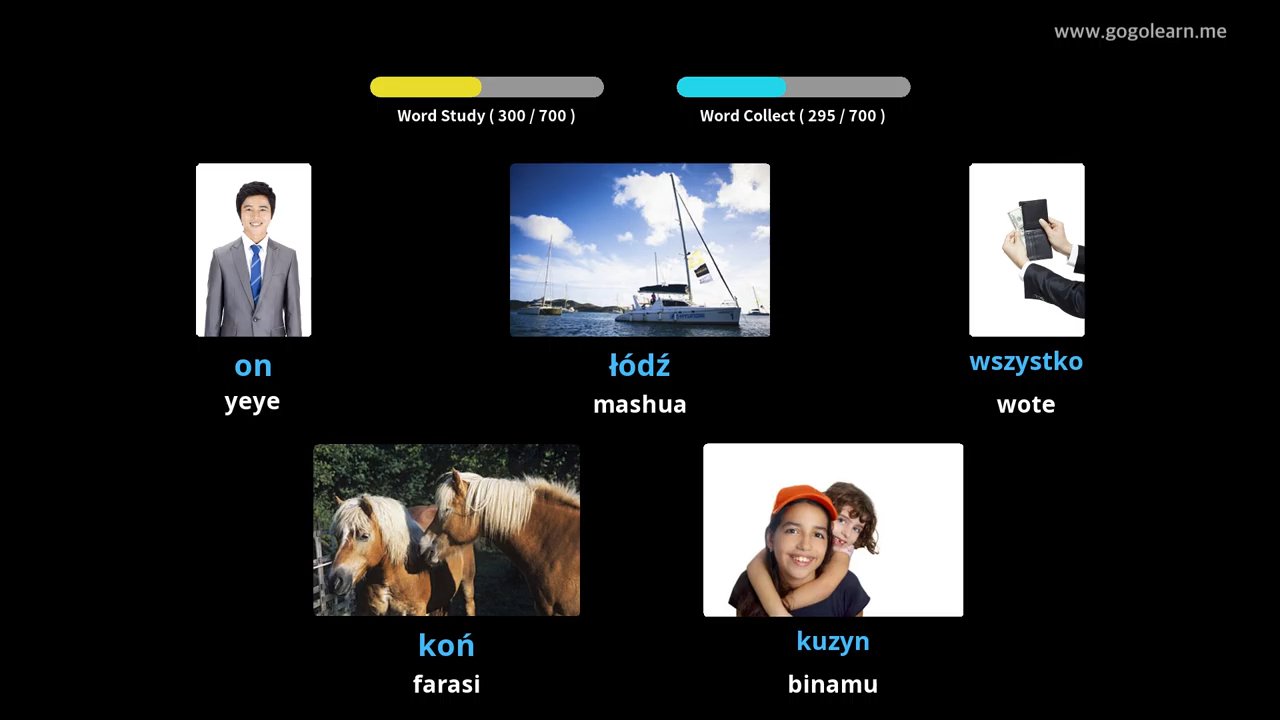 www.gogolearn.me
Word Study ( 300 / 700 )
Word Collect ( 295 / 700 )
on
łódź
wszystko
yeye
mashua
wote
koń
kuzyn
farasi
binamu